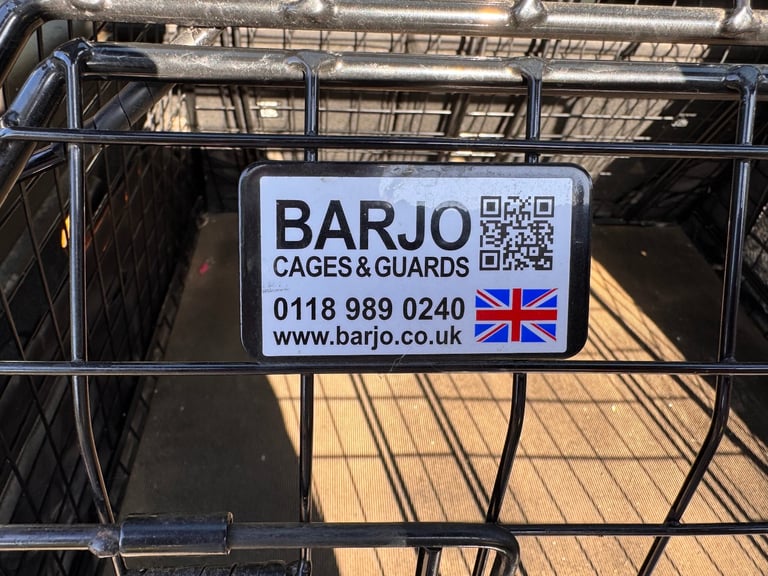 BARJO
CAGES & GUARDS
0118 989 0240
www.barjo.co.uk